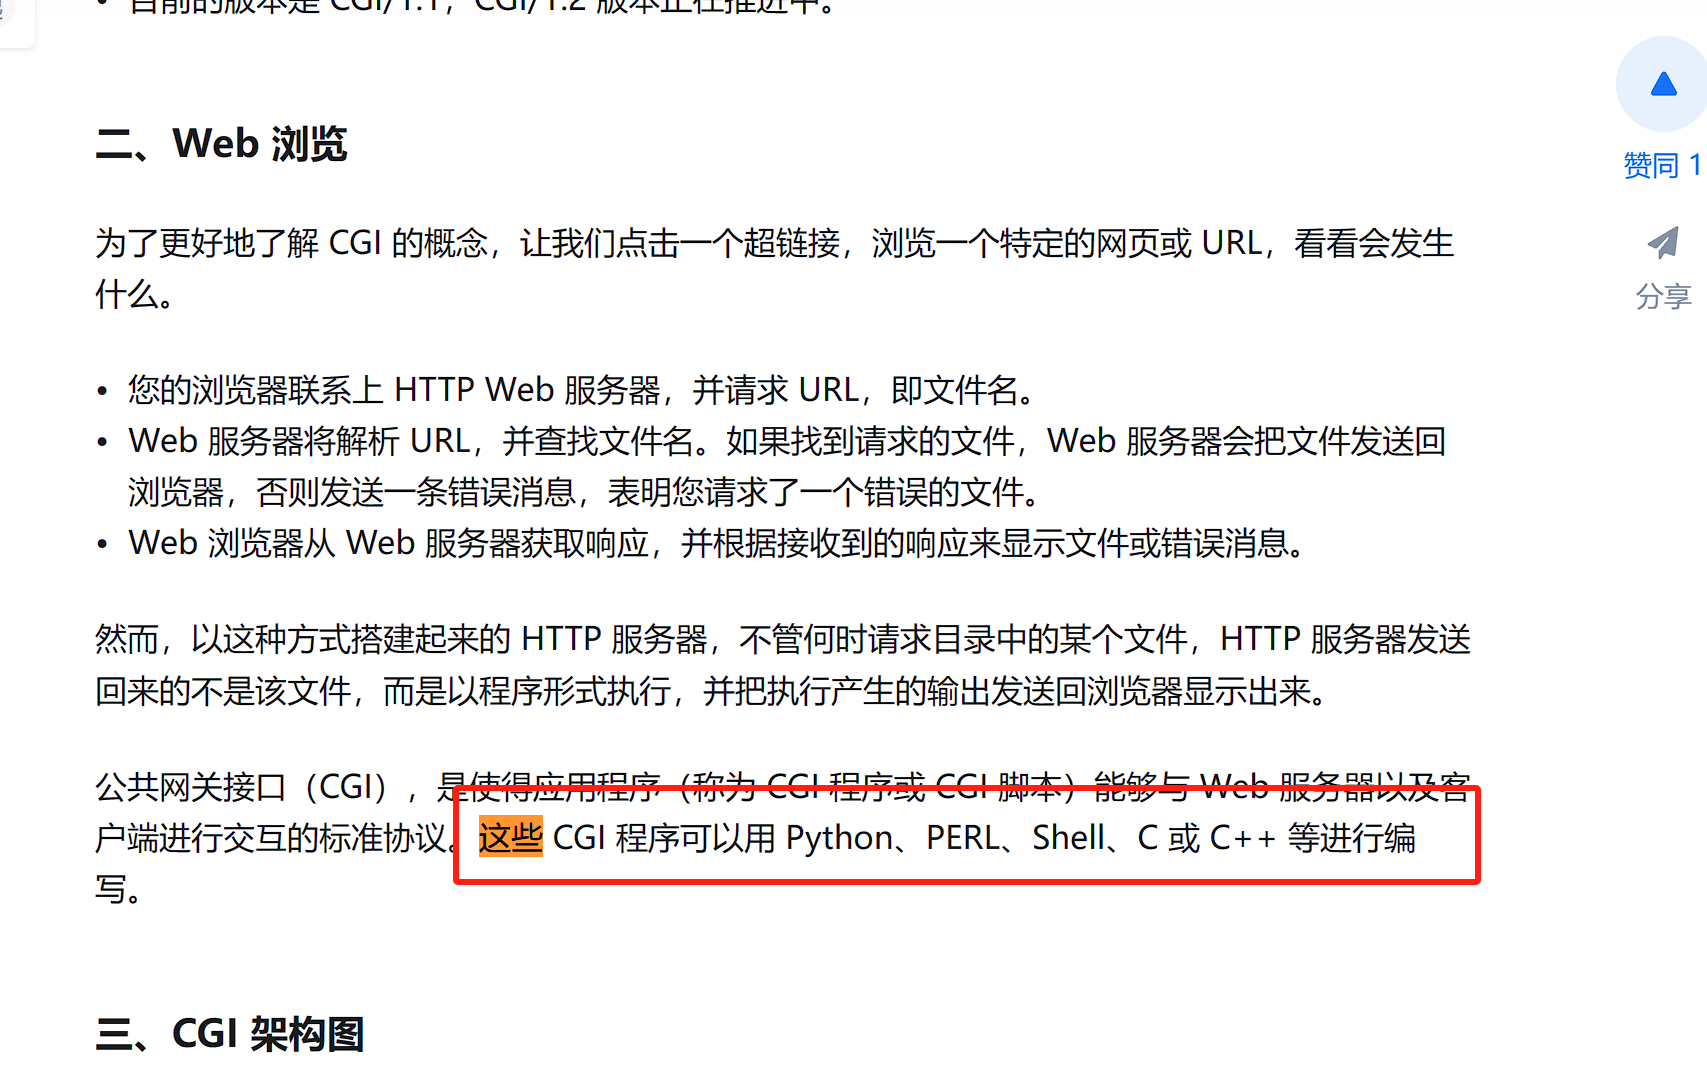 • 目前的版本是 CGI/1.1，CGI/1.2 版本正在推进中。
二、Web 浏览
为了更好地了解 CGI 的概念，让我们点击一个超链接，浏览一个特定的网页或 URL，看看会发生
什么。
• 您的浏览器联系上 HTTP Web 服务器，并请求 URL，即文件名。
• Web 服务器将解析 URL，并查找文件名。如果找到请求的文件，Web 服务器会把文件发送回
浏览器，否则发送一条错误消息，表明您请求了一个错误的文件。
• Web 浏览器从 Web 服务器获取响应，并根据接收到的响应来显示文件或错误消息。
然而，以这种方式搭建起来的 HTTP 服务器，不管何时请求目录中的某个文件，HTTP 服务器发送
回来的不是该文件，而是以程序形式执行，并把执行产生的输出发送回浏览器显示出来。
公共网关接口（CGI），是使得应用程序（称为 CGI 程序或 CGI 脚本）能够与 Web 服务器以及客
户端进行交互的标准协议。这些 CGI 程序可以用 Python、PERL、Shell、C 或 C++ 等进行编
写。
三、CGI 架构图
赞同 1
分享